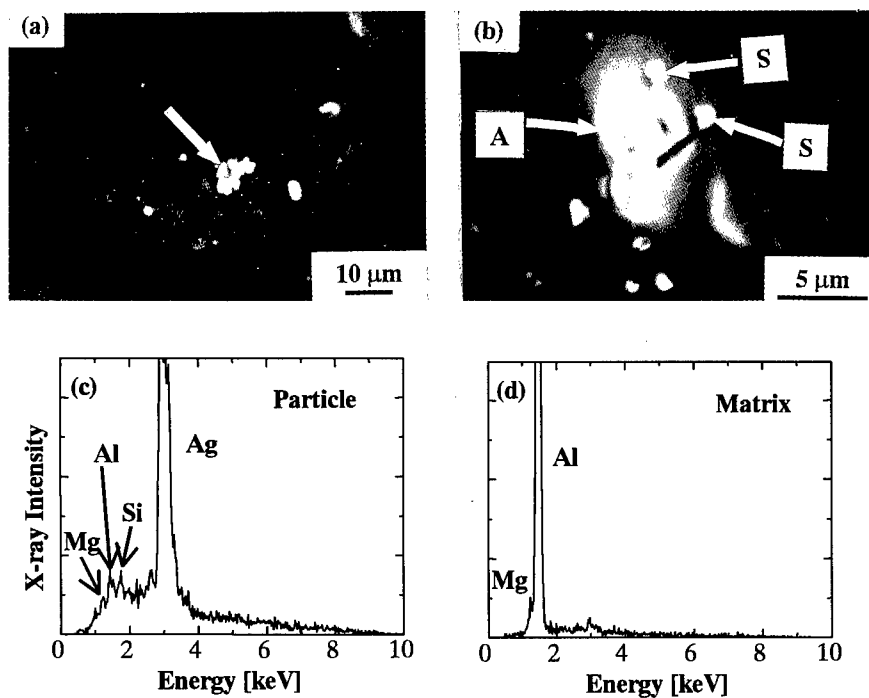 (a)
10 μm
(b)
S
A
S
5 μm
(c)
Particle
Al
Ag
Si
Mg
X-ray Intensity
0 2 4 6 8 10
Energy [keV]
(d)
Matrix
Al
Mg
0 2 4 6 8 10
Energy [keV]